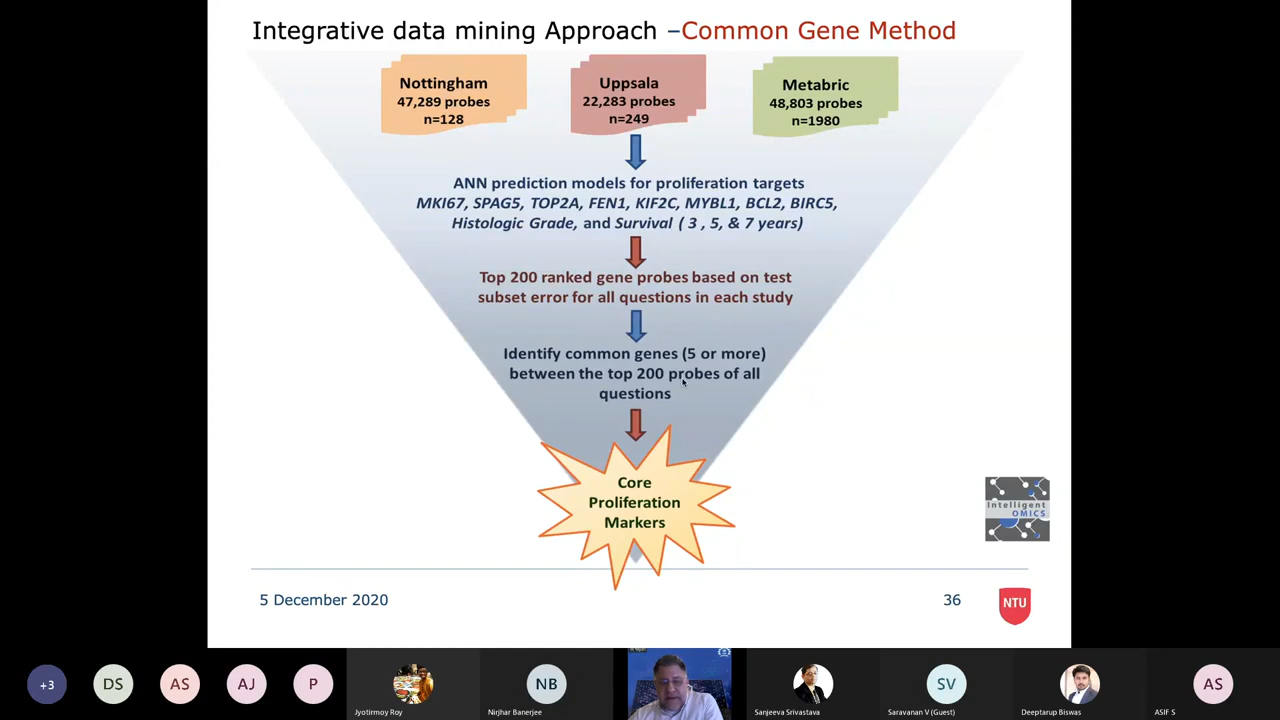 Integrative data mining Approach –Common Gene Method
Nottingham
47,289 probes
n=128
Uppsala
22,283 probes
n=249
Metabric
48,803 probes
n=1980
ANN prediction models for proliferation targets
MKI67, SPAG5, TOP2A, FEN1, KIF2C, MYBL1, BCL2, BIRC5,
Histologic Grade, and Survival ( 3 , 5, & 7 years)
Top 200 ranked gene probes based on test
subset error for all questions in each study
Identify common genes (5 or more)
between the top 200 probes of all
questions
Core
Proliferation
Markers
Intelligent
OMICS
5 December 2020
36
NTU
+3
DS
AS
AJ
P
Jyotirmoy Roy
NB
Nirjhar Banerjee
Sanjeeva Srivastava
SV
Saravanan V (Guest)
Deeptarup Biswas
AS
ASIF S